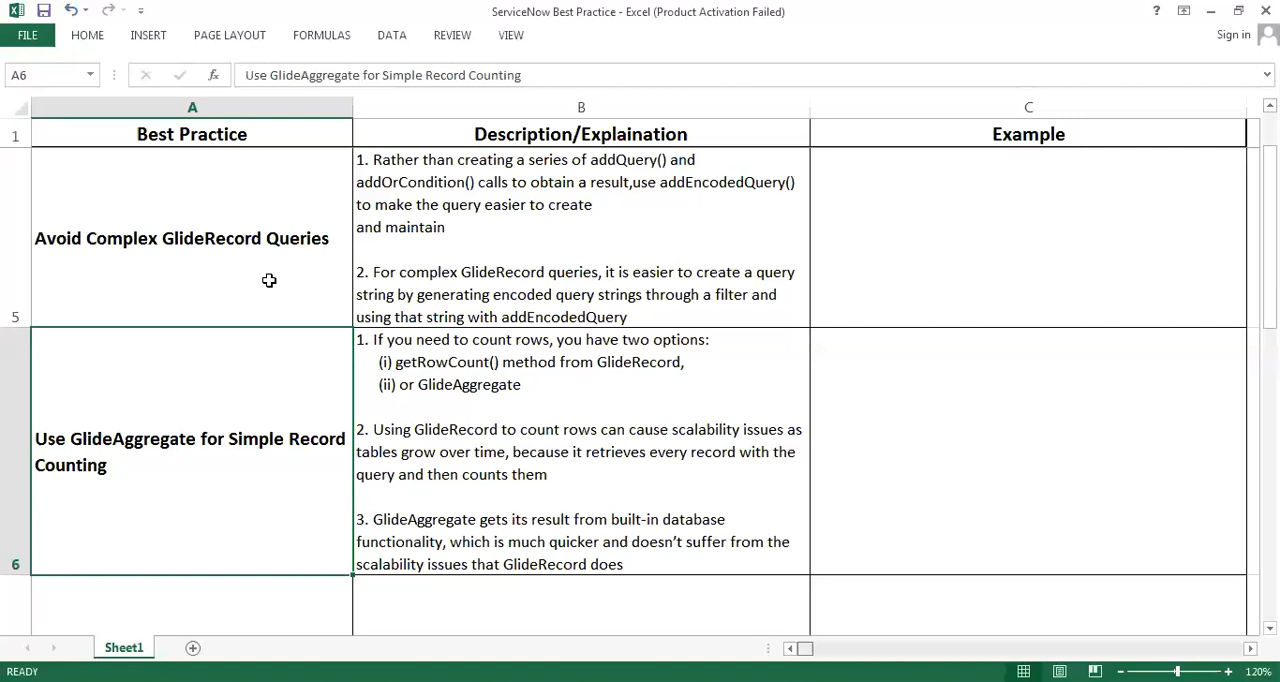 ServiceNow Best Practice - Excel (Product Activation Failed)
FILE HOME INSERT PAGE LAYOUT FORMULAS DATA REVIEW VIEW
Sign in
A6
fx
Use GlideAggregate for Simple Record Counting
A B C
1 Best Practice Description/Explaination Example
5
Avoid Complex GlideRecord Queries
1. Rather than creating a series of addQuery() and
addOrCondition() calls to obtain a result,use addEncodedQuery()
to make the query easier to create
and maintain
2. For complex GlideRecord queries, it is easier to create a query
string by generating encoded query strings through a filter and
using that string with addEncodedQuery
6
Use GlideAggregate for Simple Record
Counting
1. If you need to count rows, you have two options:
(i) getRowCount() method from GlideRecord,
(ii) or GlideAggregate
2. Using GlideRecord to count rows can cause scalability issues as
tables grow over time, because it retrieves every record with the
query and then counts them
3. GlideAggregate gets its result from built-in database
functionality, which is much quicker and doesn’t suffer from the
scalability issues that GlideRecord does
Sheet1
READY
120%